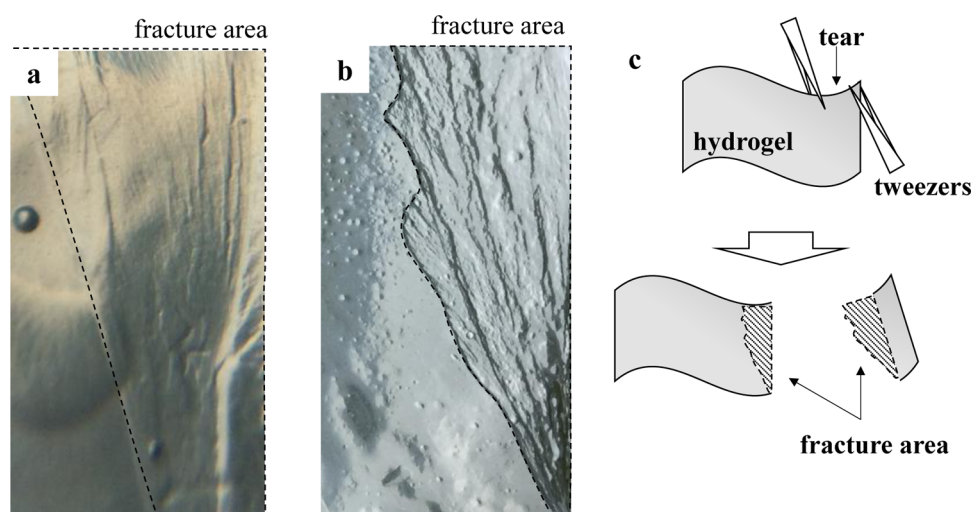 fracture area
a
fracture area
b
c
tear
hydrogel
tweezers
fracture area